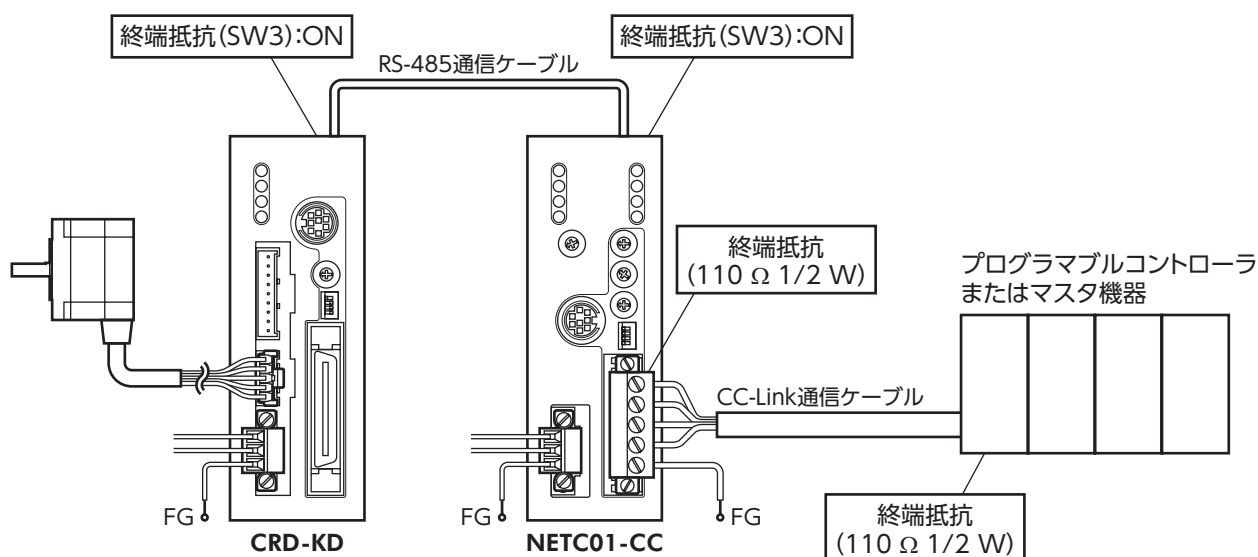 終端抵抗(SW3):ON
終端抵抗(SW3):ON
RS-485通信ケーブル
終端抵抗
(110 Ω 1/2 W)
プログラマブルコントローラ
またはマスタ機器
CC-Link通信ケーブル
FG
FG
FG
CRD-KD
NETC01-CC
終端抵抗
(110 Ω 1/2 W)